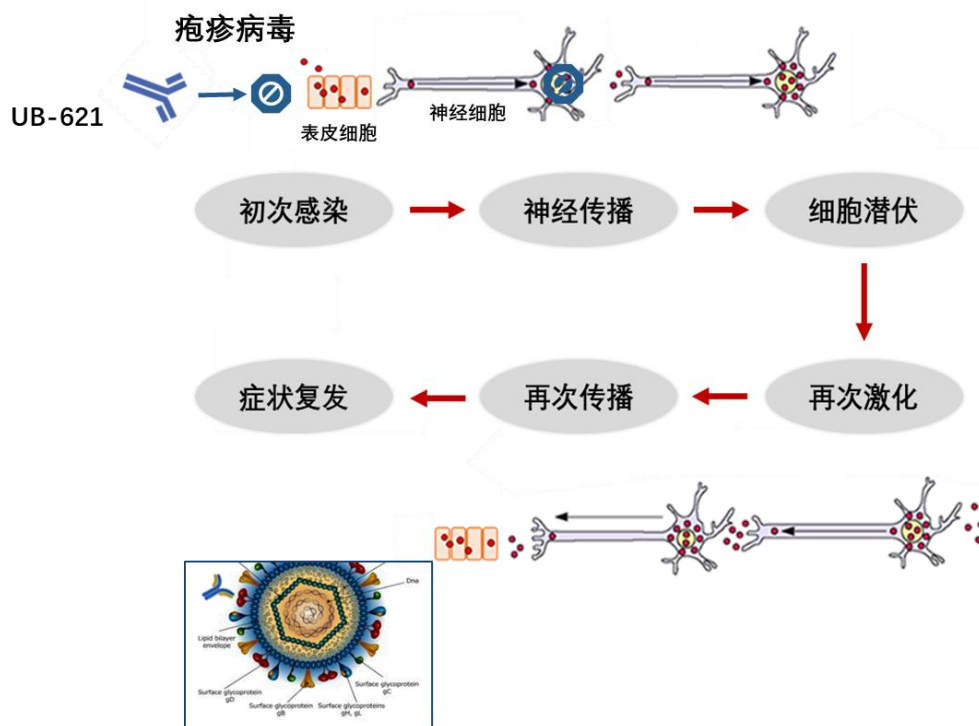 疱疹病毒
UB-621
表皮细胞
神经细胞
初次感染
神经传播
细胞潜伏
症状复发
再次传播
再次激化
Dna
Lipid bilayer
envelope
Surface glycoprotein
gD
Surface glycoprotein
gB
Surface glycoproteins
gH, gL
Surface glycoprotein
gC